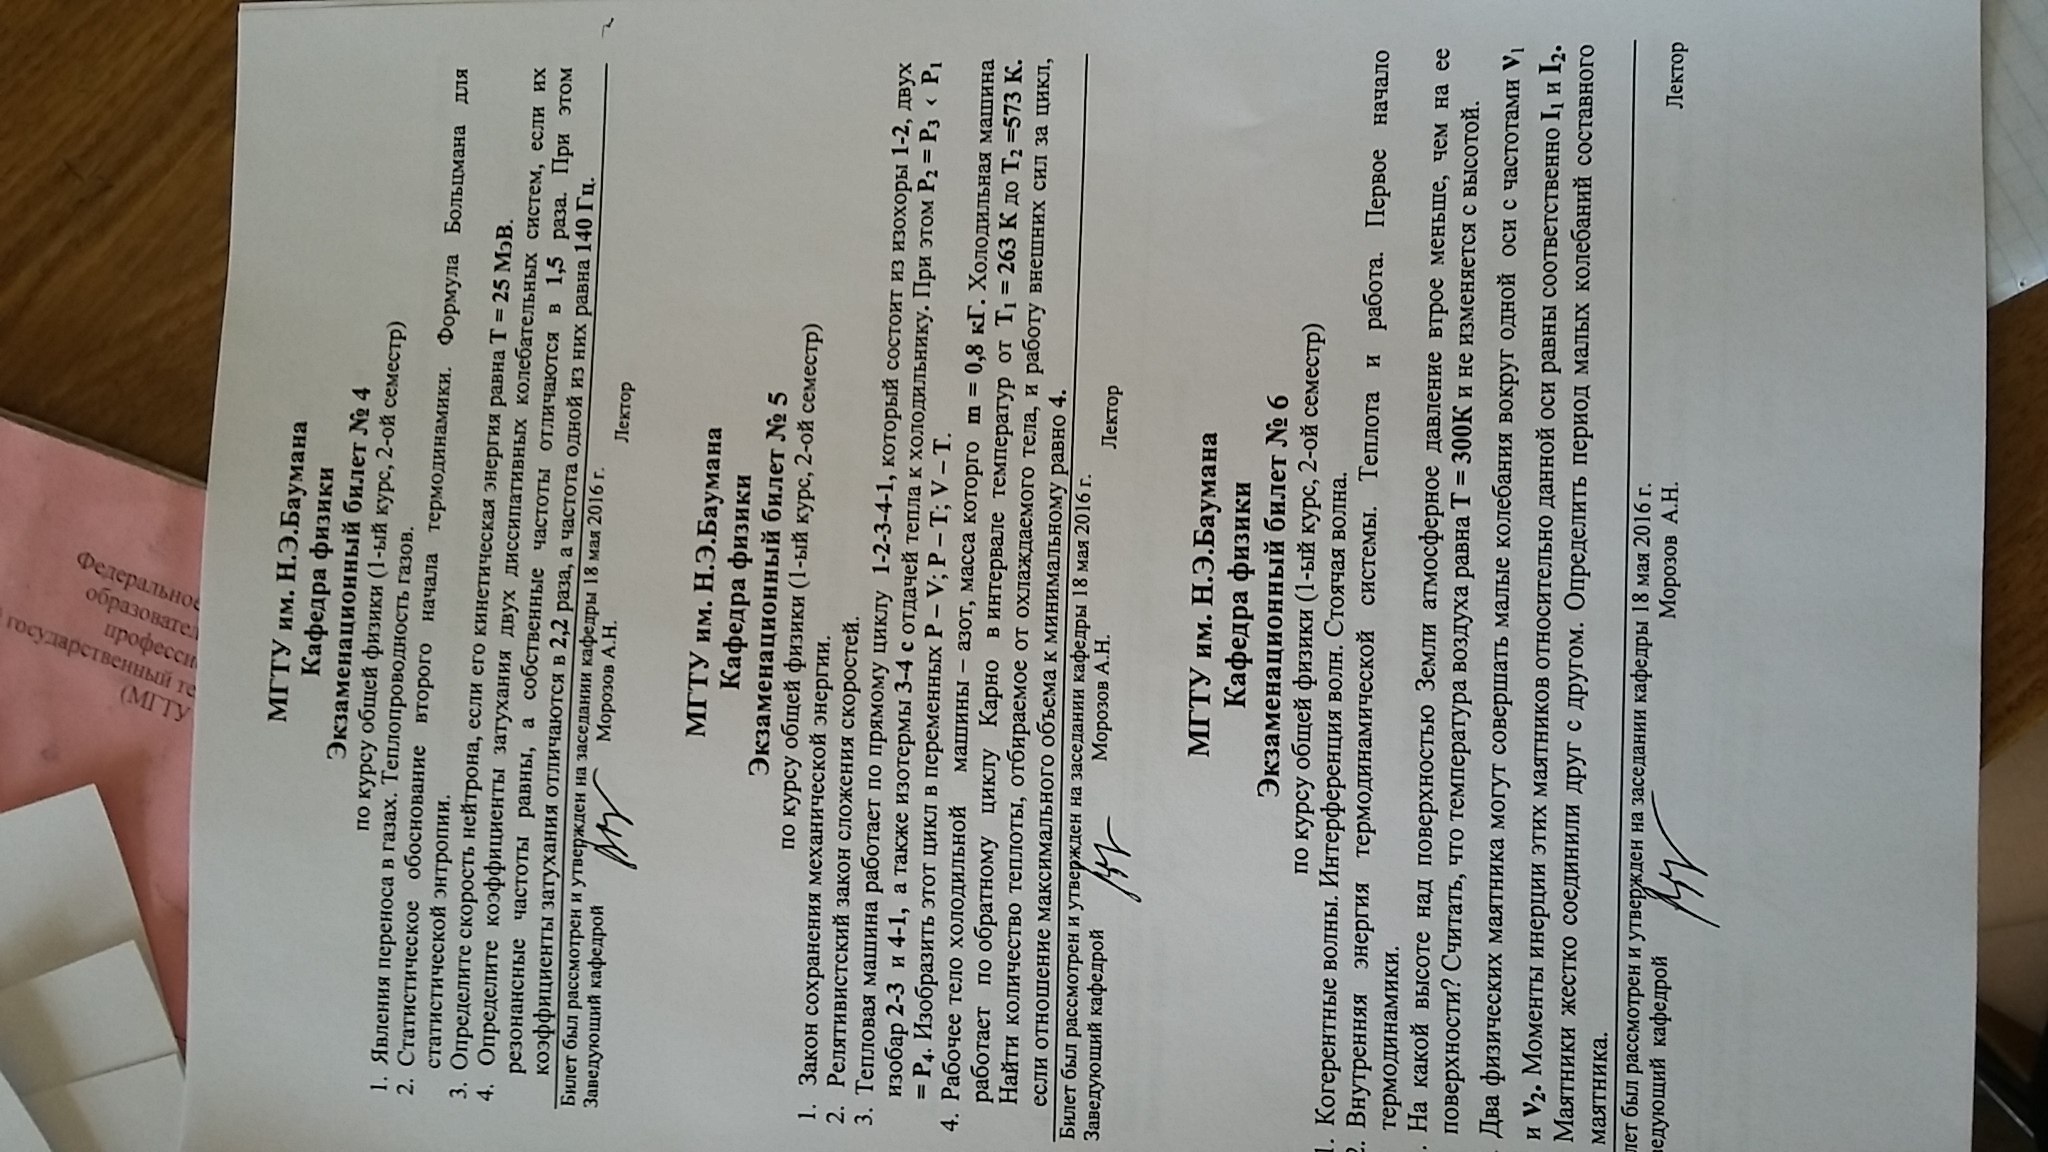 Федерально
образовател
професси
государственный те
(МГТУ
МГТУ им. Н.Э.Баумана
Кафедра физики
Экзаменационный билет № 4
по курсу общей физики (1-ый курс, 2-ой семестр)
1. Явления переноса в газах. Теплопроводность газов.
2. Статистическое обоснование второго начала термодинамики. Формула Больцмана для
статистической энтропии.
3. Определите скорость нейтрона, если его кинетическая энергия равна T = 25 МэВ.
4. Определите коэффициенты затухания двух диссипативных колебательных систем, если их
резонансные частоты равны, а собственные частоты отличаются в 1,5 раза. При этом
коэффициенты затухания отличаются в 2,2 раза, а частота одной из них равна 140 Гц.
Билет был рассмотрен и утвержден на заседании кафедры 18 мая 2016 г.
Заведующий кафедрой Морозов А.Н. Лектор
МГТУ им. Н.Э.Баумана
Кафедра физики
Экзаменационный билет № 5
по курсу общей физики (1-ый курс, 2-ой семестр)
1. Закон сохранения механической энергии.
2. Релятивистский закон сложения скоростей.
3. Тепловая машина работает по прямому циклу 1-2-3-4-1, который состоит из изохоры 1-2, двух
изобар 2-3 и 4-1, а также изотермы 3-4 с отдачей тепла к холодильнику. При этом P2 = P3 ‹ P1
= P4. Изобразить этот цикл в переменных P – V; P – T; V – T.
4. Рабочее тело холодильной машины – азот, масса которго m = 0,8 кГ. Холодильная машина
работает по обратному циклу Карно в интервале температур от T1 = 263 К до T2 =573 К.
Найти количество теплоты, отбираемое от охлаждаемого тела, и работу внешних сил за цикл,
если отношение максимального объема к минимальному равно 4.
Билет был рассмотрен и утвержден на заседании кафедры 18 мая 2016 г.
Заведующий кафедрой Морозов А.Н. Лектор
МГТУ им. Н.Э.Баумана
Кафедра физики
Экзаменационный билет № 6
по курсу общей физики (1-ый курс, 2-ой семестр)
1. Когерентные волны. Интерференция волн. Стоячая волна.
2. Внутренняя энергия термодинамической системы. Теплота и работа. Первое начало
термодинамики.
. На какой высоте над поверхностью Земли атмосферное давление втрое меньше, чем на ее
поверхности? Считать, что температура воздуха равна T = 300К и не изменяется с высотой.
Два физических маятника могут совершать малые колебания вокруг одной оси с частотами ν1
и ν2. Моменты инерции этих маятников относительно данной оси равны соответственно I1 и I2.
Маятники жестко соединили друг с другом. Определить период малых колебаний составного
маятника.
лет был рассмотрен и утвержден на заседании кафедры 18 мая 2016 г.
ведующий кафедрой Морозов А.Н. Лектор